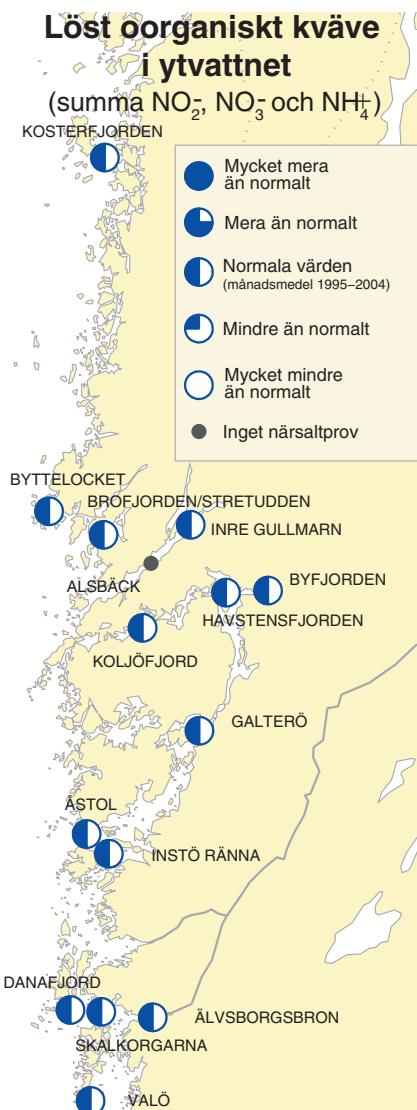 Löst oorganiskt kväve
i ytvattnet
(summa NO₂⁻, NO₃⁻ och NH₄⁺)
KOSTERFJORDEN
Mycket mera
än normalt
Mera än normalt
Normala värden
(månadsmedel 1995–2004)
Mindre än normalt
Mycket mindre
än normalt
Inget närsaltprov
BYTTELOCKET
BROFJORDEN/STRETUDDEN
INRE GULLMARN
ALSBÄCK
BYFJORDEN
HAVSTENSFJORDEN
KOLJÖFJORD
GALTERÖ
ÅSTOL
INSTÖ RÄNNA
DANAFJORD
ÄLVSBORGSBRON
SKALKORGARNA
VALÖ